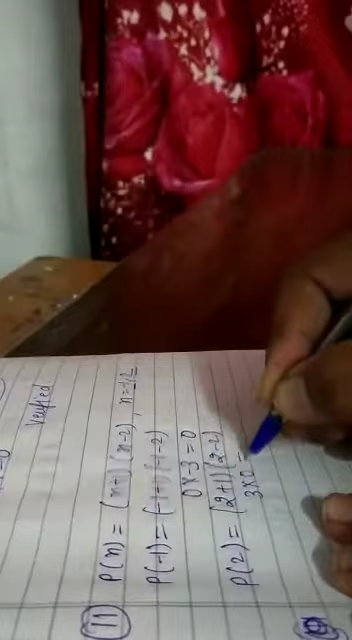 Verified
(11) P(x) = (x+1)(x-2), x = -1, 2
P(-1) = (-1+1)(-1-2)
0 × -3 = 0
P(2) = (2+1)(2-2)
3×0 =